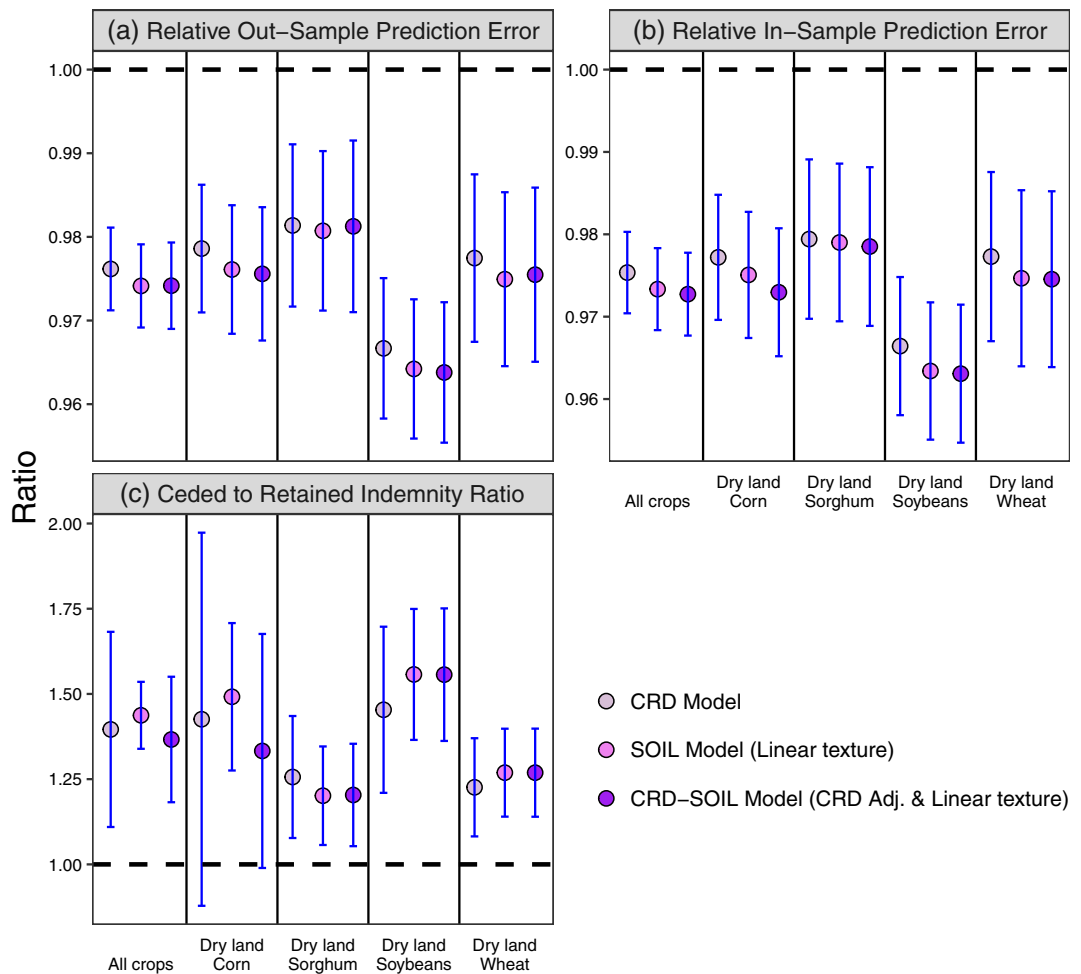 (a) Relative Out−Sample Prediction Error
1.00
0.99
0.98
0.97
0.96
(b) Relative In−Sample Prediction Error
1.00
0.99
0.98
0.97
0.96
All crops
Dry land
Corn
Dry land
Sorghum
Dry land
Soybeans
Dry land
Wheat
Ratio
(c) Ceded to Retained Indemnity Ratio
2.00
1.75
1.50
1.25
1.00
All crops
Dry land
Corn
Dry land
Sorghum
Dry land
Soybeans
Dry land
Wheat
CRD Model
SOIL Model (Linear texture)
CRD−SOIL Model (CRD Adj. & Linear texture)